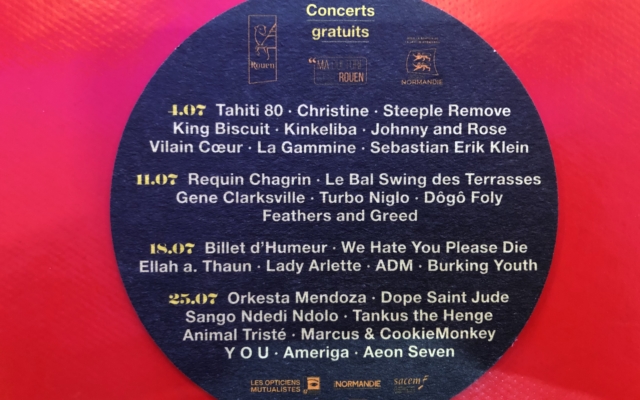 Concerts
gratuits
Rouen
ROUEN
NORMANDIE
4.07 Tahiti 80 · Christine · Steeple Remove
King Biscuit · Kinkeliba · Johnny and Rose
Vilain Cœur · La Gammine · Sebastian Erik Klein
11.07 Requin Chagrin · Le Bal Swing des Terrasses
Gene Clarksville · Turbo Niglo · Dôgô Foly
Feathers and Greed
18.07 Billet d'Humeur · We Hate You Please Die
Ellah a. Thaun · Lady Arlette · ADM · Burking Youth
25.07 Orkesta Mendoza · Dope Saint Jude
Sango Ndedi Ndolo · Tankus the Henge
Animal Tristé · Marcus & CookieMonkey
Y O U · Ameriga · Aeon Seven
LES OPTICIENS
MUTUALISTES
NORMANDIE
sacem